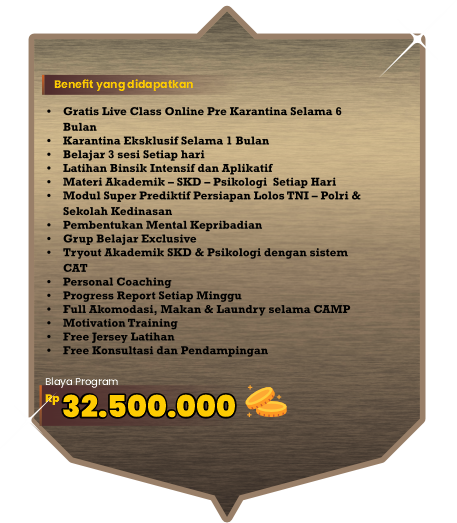 Benefit yang didapatkan
• Gratis Live Class Online Pre Karantina Selama 6
Bulan
• Karantina Eksklusif Selama 1 Bulan
• Belajar 3 sesi Setiap hari
• Latihan Binsik Intensif dan Aplikatif
• Materi Akademik – SKD – Psikologi Setiap Hari
• Modul Super Prediktif Persiapan Lolos TNI – Polri &
Sekolah Kedinasan
• Pembentukan Mental Kepribadian
• Grup Belajar Exclusive
• Tryout Akademik SKD & Psikologi dengan sistem
CAT
• Personal Coaching
• Progress Report Setiap Minggu
• Full Akomodasi, Makan & Laundry selama CAMP
• Motivation Training
• Free Jersey Latihan
• Free Konsultasi dan Pendampingan
Biaya Program
Rp 32.500.000